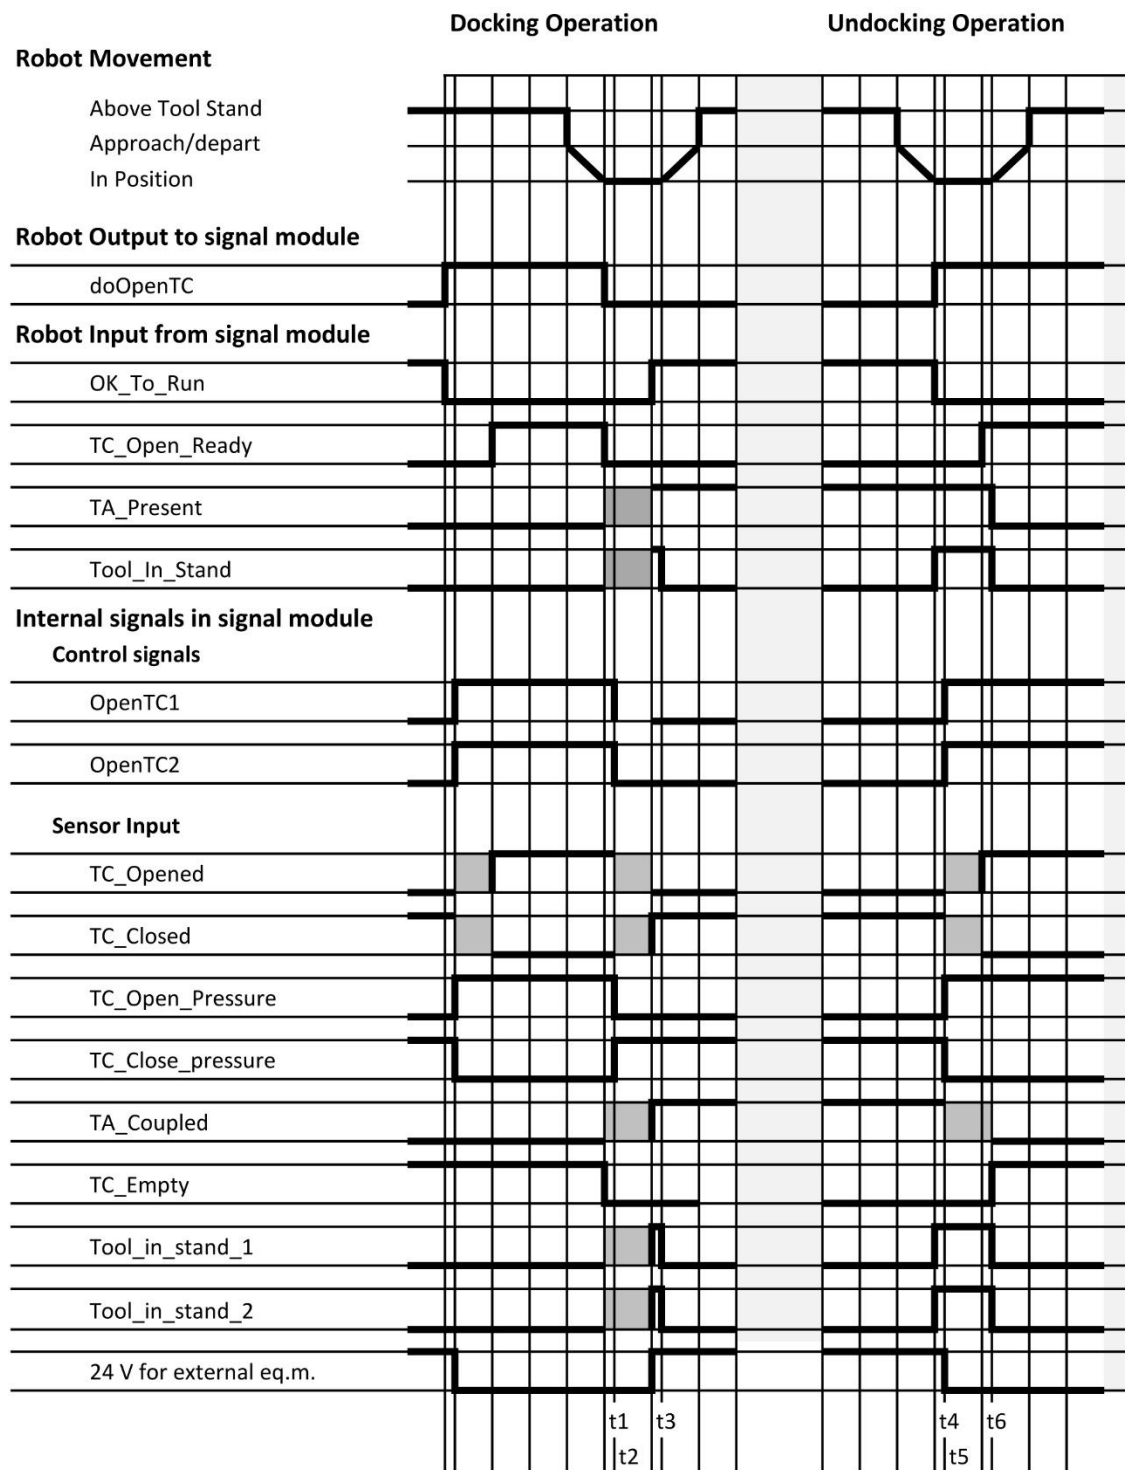 Docking Operation Undocking Operation
Robot Movement
Above Tool Stand
Approach/depart
In Position
Robot Output to signal module
doOpenTC
Robot Input from signal module
OK_To_Run
TC_Open_Ready
TA_Present
Tool_In_Stand
Internal signals in signal module
Control signals
OpenTC1
OpenTC2
Sensor Input
TC_Opened
TC_Closed
TC_Open_Pressure
TC_Close_pressure
TA_Coupled
TC_Empty
Tool_in_stand_1
Tool_in_stand_2
24 V for external eq.m.
t1 t3 t4 t6
t2 t5